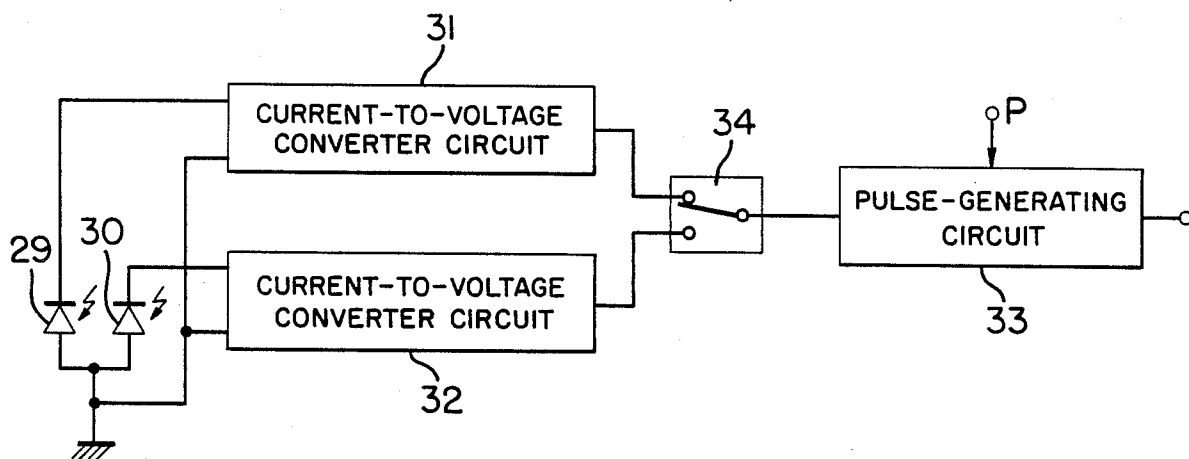 31
CURRENT-TO-VOLTAGE
CONVERTER CIRCUIT
34
P
PULSE-GENERATING
CIRCUIT
33
29
30
CURRENT-TO-VOLTAGE
CONVERTER CIRCUIT
32